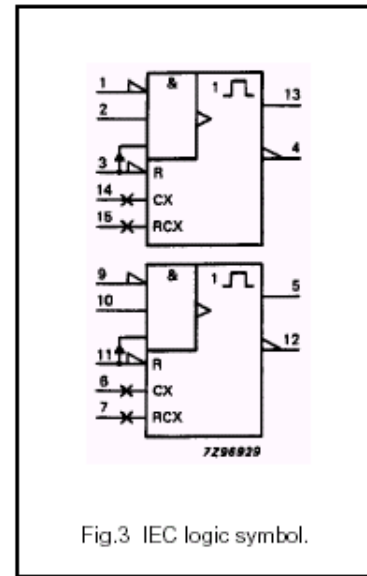 1 & 1 13
2
4
3 R
14 CX
15 RCX
9 & 1 5
10
12
11 R
6 CX
7 RCX
7Z96929
Fig.3 IEC logic symbol.